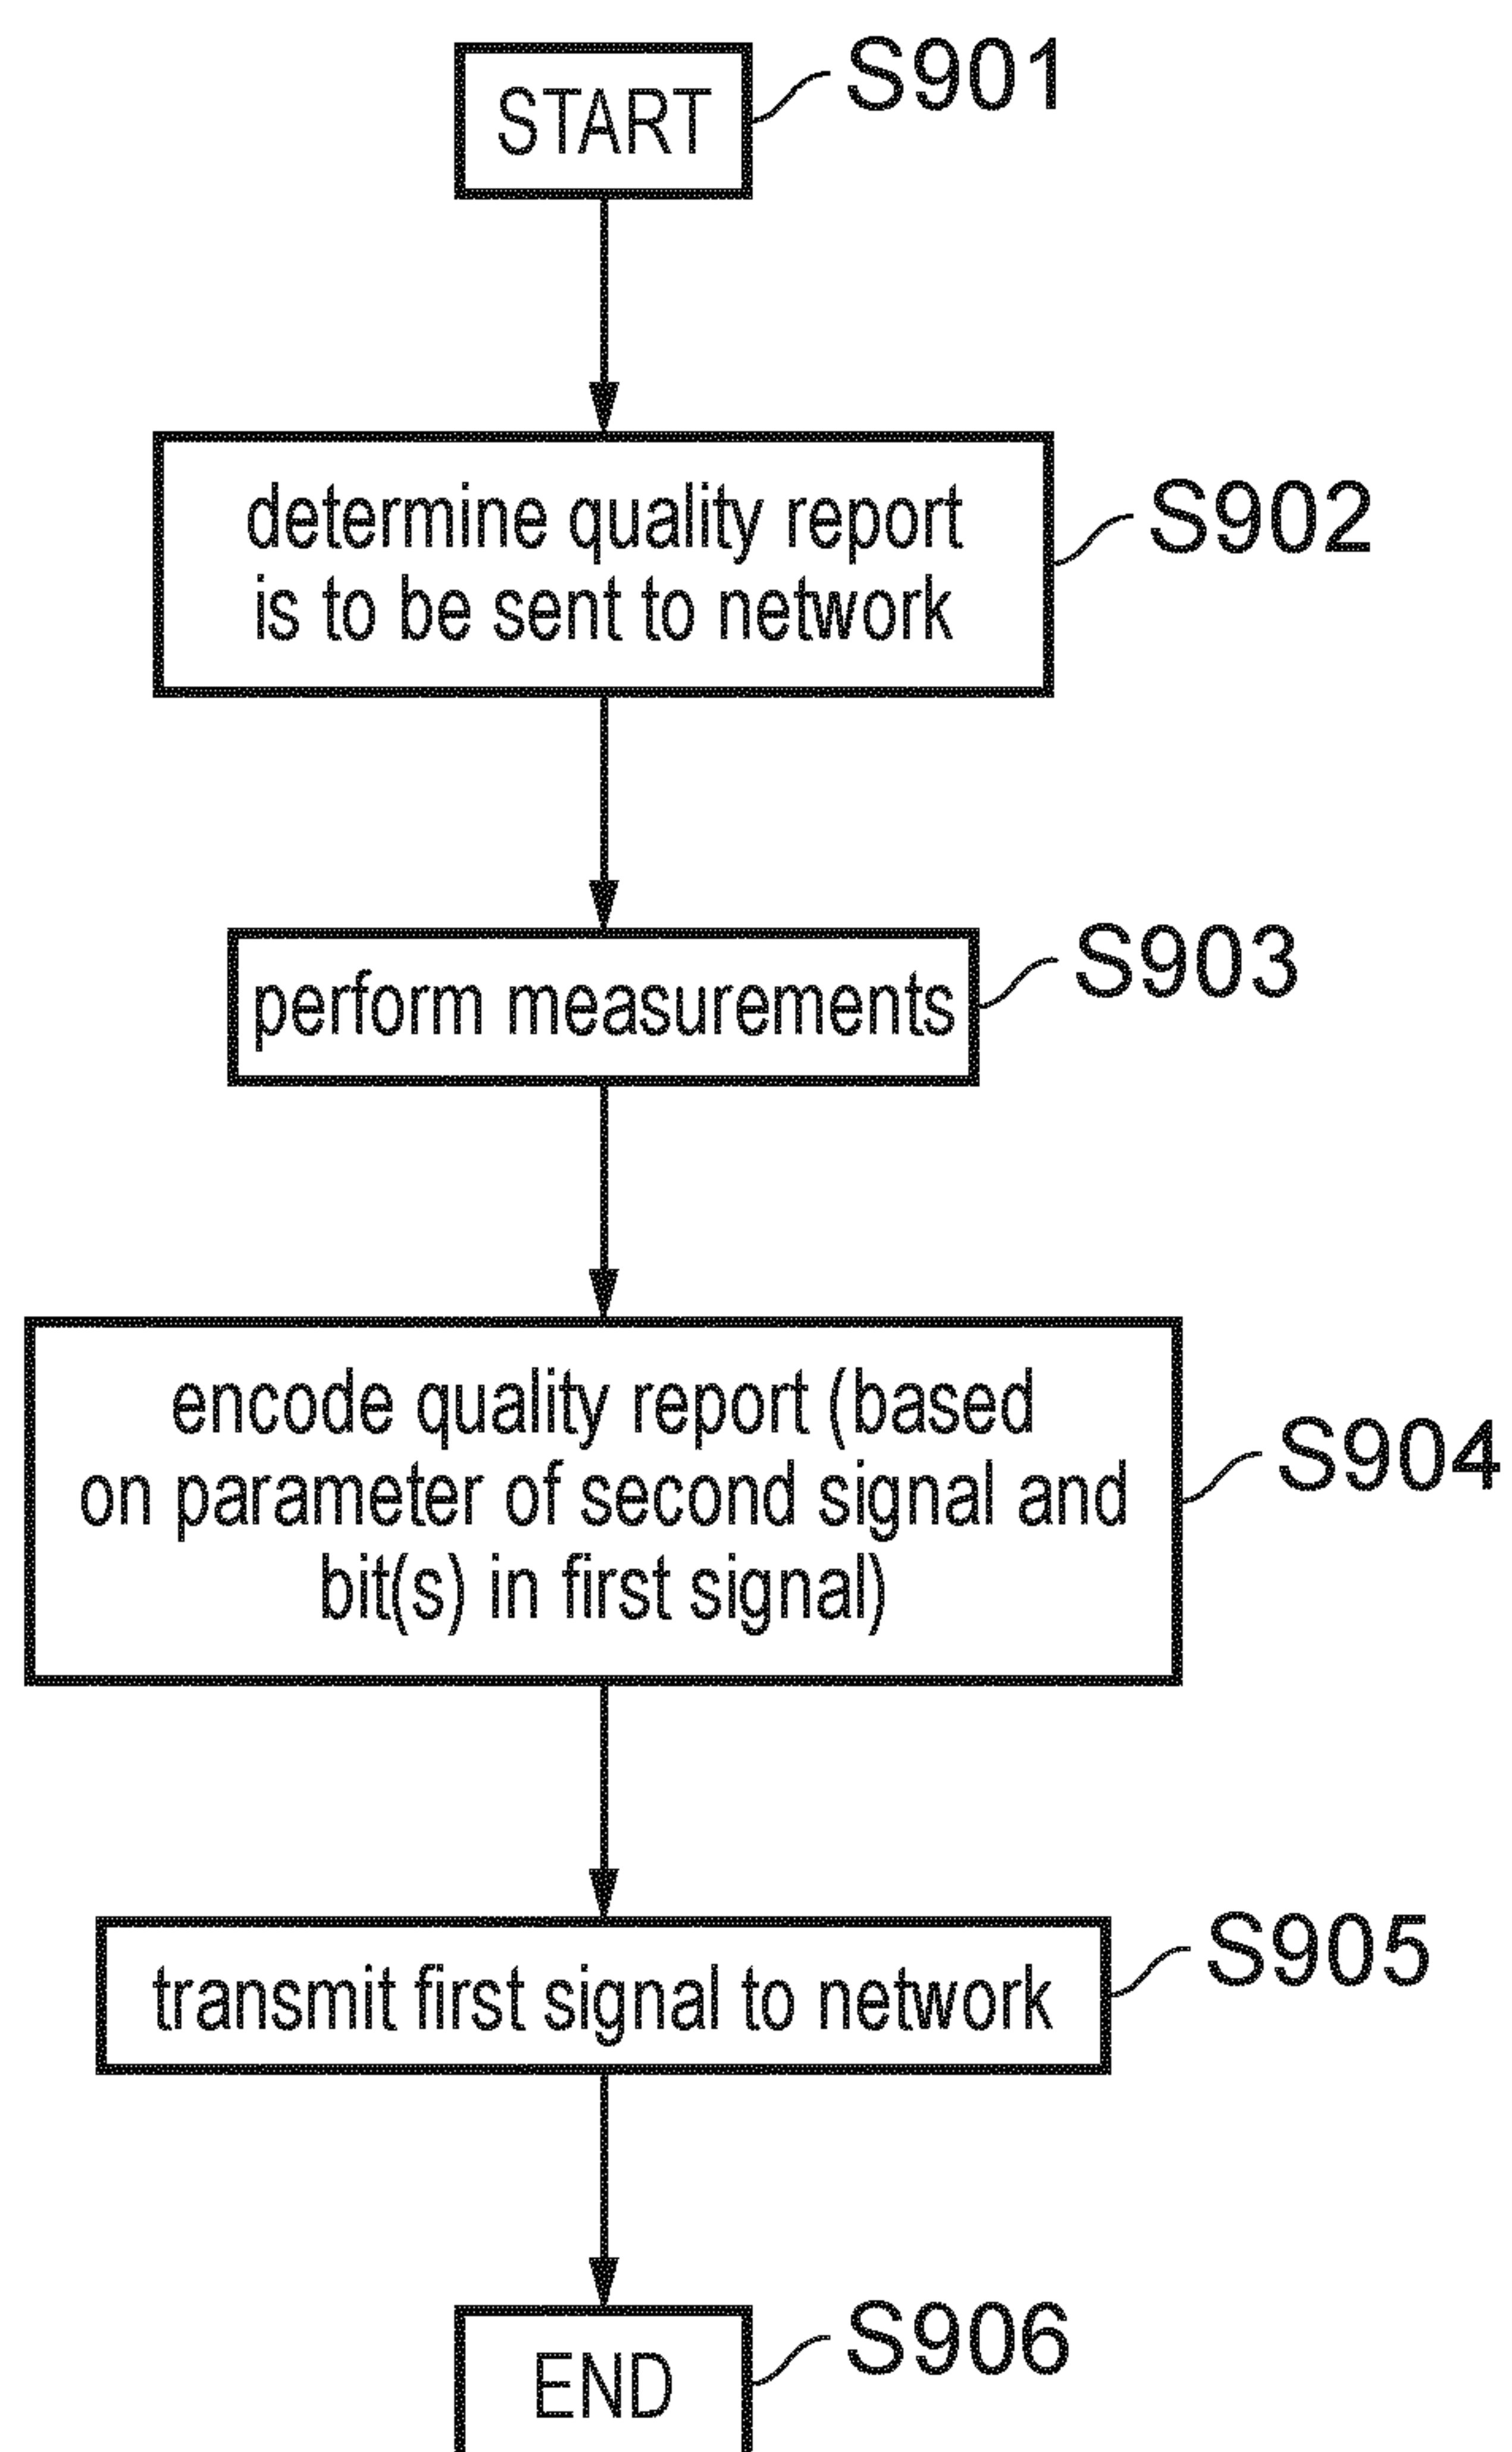 START
S901
determine quality report
is to be sent to network
S902
perform measurements
S903
encode quality report (based
on parameter of second signal and
bit(s) in first signal)
S904
transmit first signal to network
S905
END
S906